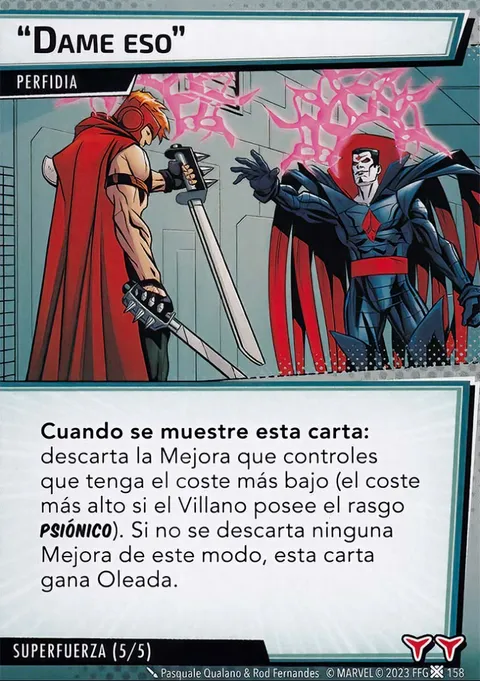 “DAME ESO”
PERFIDIA
Cuando se muestre esta carta:
descarta la Mejora que controles
que tenga el coste más bajo (el coste
más alto si el Villano posee el rasgo
PSIÓNICO). Si no se descarta ninguna
Mejora de este modo, esta carta
gana Oleada.
SUPERFUERZA (5/5)
Pasquale Qualano & Rod Fernandes © MARVEL © 2023 FFG 158